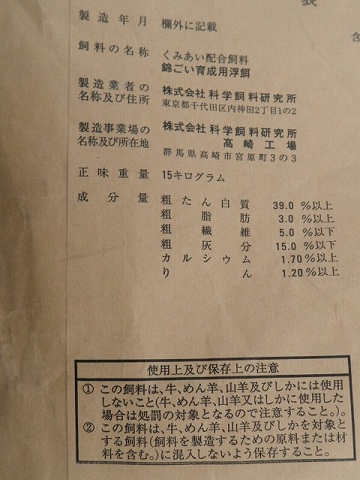 表
含
製造年月 欄外に記載
飼料の名称 くみあい配合飼料
錦ごい育成用浮餌
製造業者の 株式会社 科学飼料研究所
名称及び住所 東京都千代田区内神田2丁目1の2
製造事業場の 株式会社 科学飼料研究所
名称及び所在地 高崎工場
群馬県高崎市宮原町3の3
正味重量 15キログラム
成分量 粗たん白質 39.0 %以上
粗脂肪 3.0 %以上
粗繊維 5.0 %以下
粗灰分 15.0 %以下
カルシウム 1.70%以上
りん 1.20%以上
使用上及び保存上の注意
① この飼料は、牛、めん羊、山羊及びしかには使用
しないこと(牛、めん羊、山羊又はしかに使用した
場合は処罰の対象となるので注意すること。)。
② この飼料は、牛、めん羊、山羊及びしかを対象と
する飼料(飼料を製造するための原料または材
料を含む。)に混入しないよう保存すること。